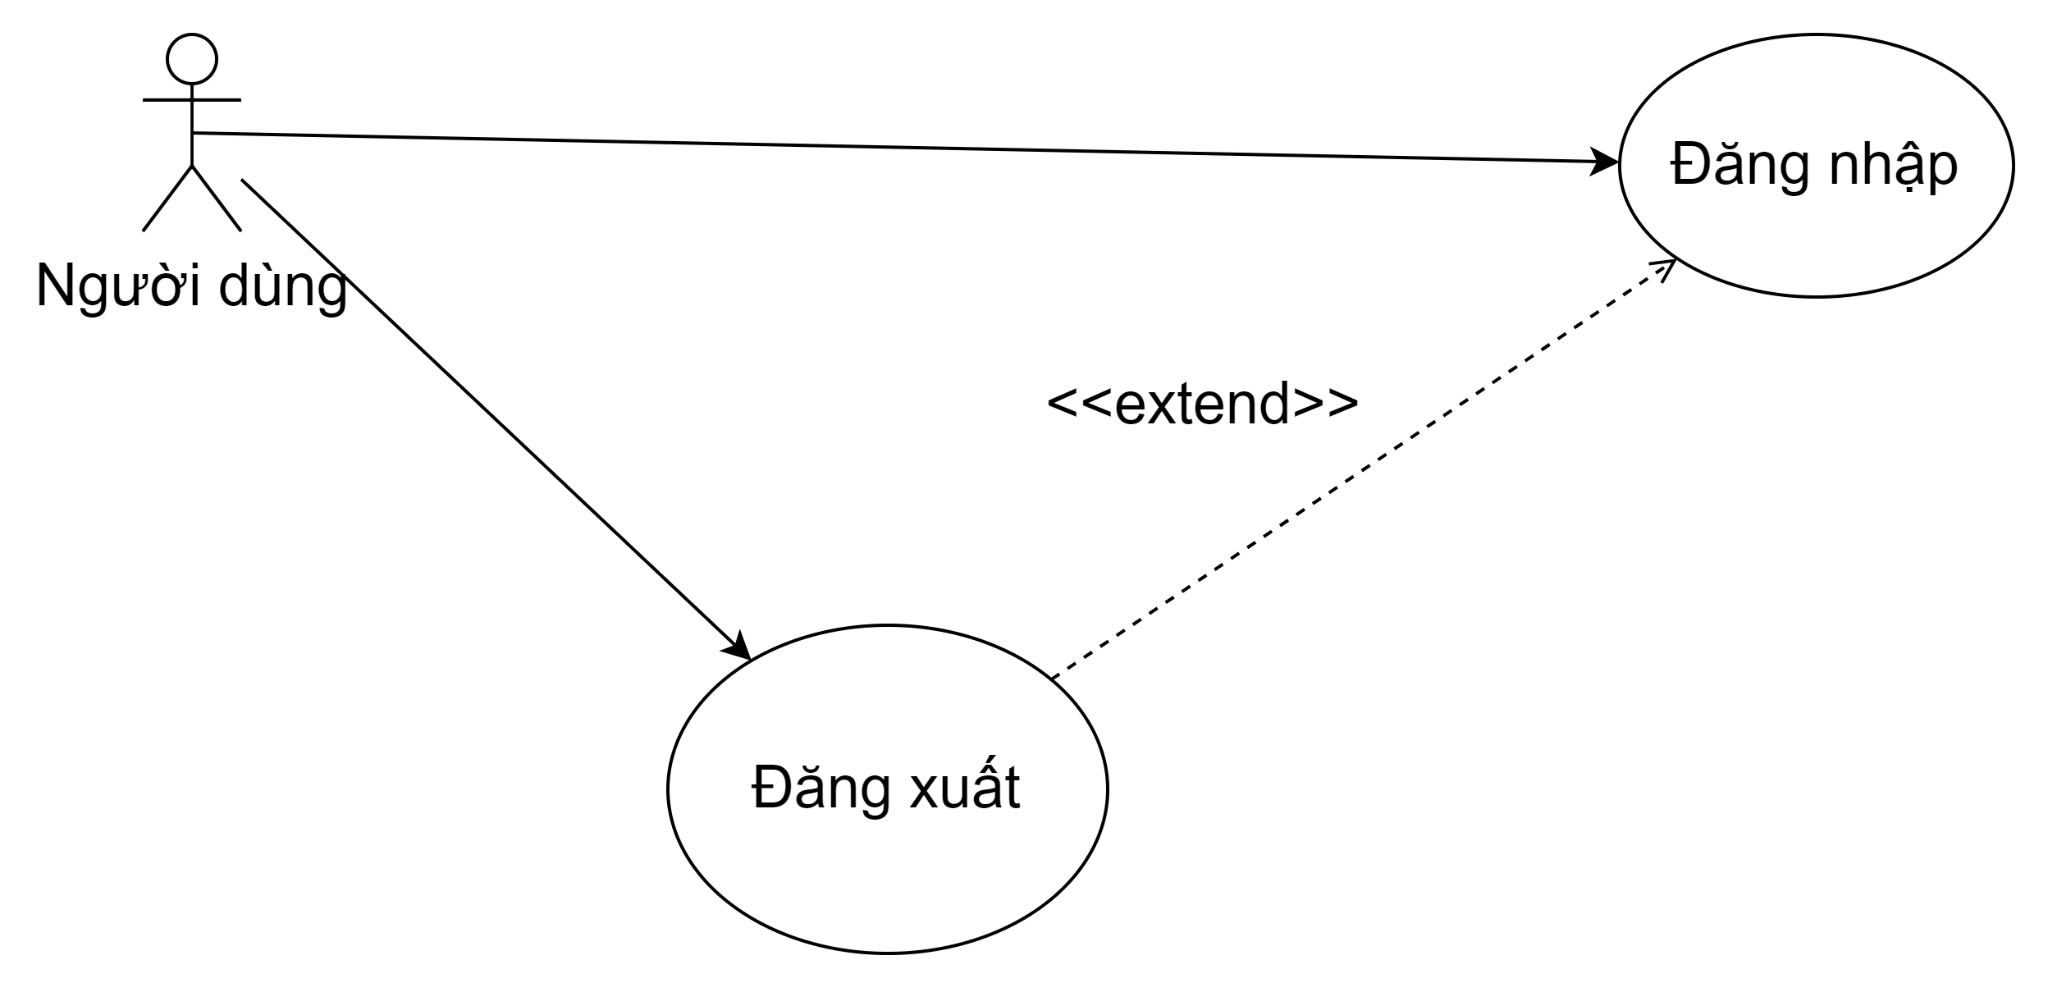 Đăng nhập
Người dùng
<<extend>>
Đăng xuất